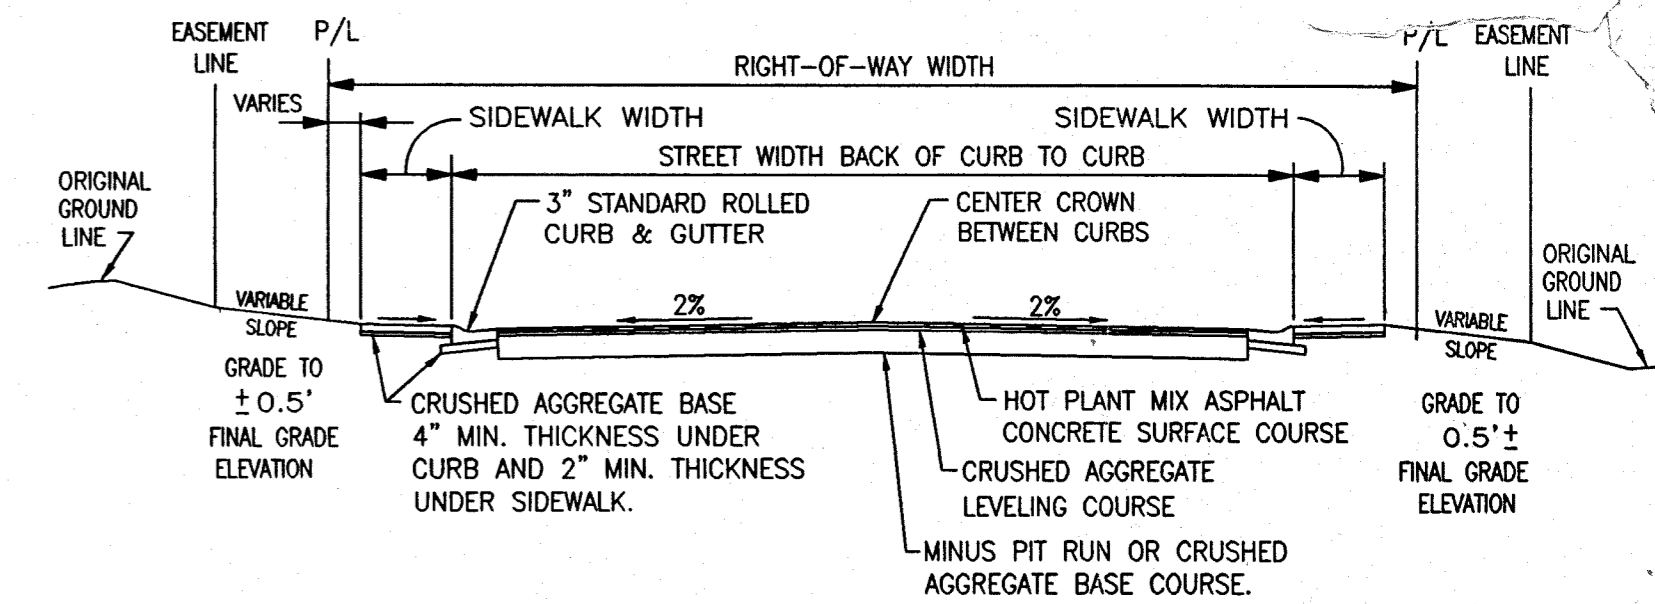 EASEMENT
LINE
P/L
RIGHT-OF-WAY WIDTH
P/L
EASEMENT
LINE
VARIES
SIDEWALK WIDTH
SIDEWALK WIDTH
STREET WIDTH BACK OF CURB TO CURB
ORIGINAL
GROUND
LINE
3" STANDARD ROLLED
CURB & GUTTER
CENTER CROWN
BETWEEN CURBS
ORIGINAL
GROUND
LINE
VARIABLE
SLOPE
2%
2%
VARIABLE
SLOPE
GRADE TO
± 0.5'
FINAL GRADE
ELEVATION
CRUSHED AGGREGATE BASE
4" MIN. THICKNESS UNDER
CURB AND 2" MIN. THICKNESS
UNDER SIDEWALK.
HOT PLANT MIX ASPHALT
CONCRETE SURFACE COURSE
CRUSHED AGGREGATE
LEVELING COURSE
MINUS PIT RUN OR CRUSHED
AGGREGATE BASE COURSE.
GRADE TO
0.5'±
FINAL GRADE
ELEVATION